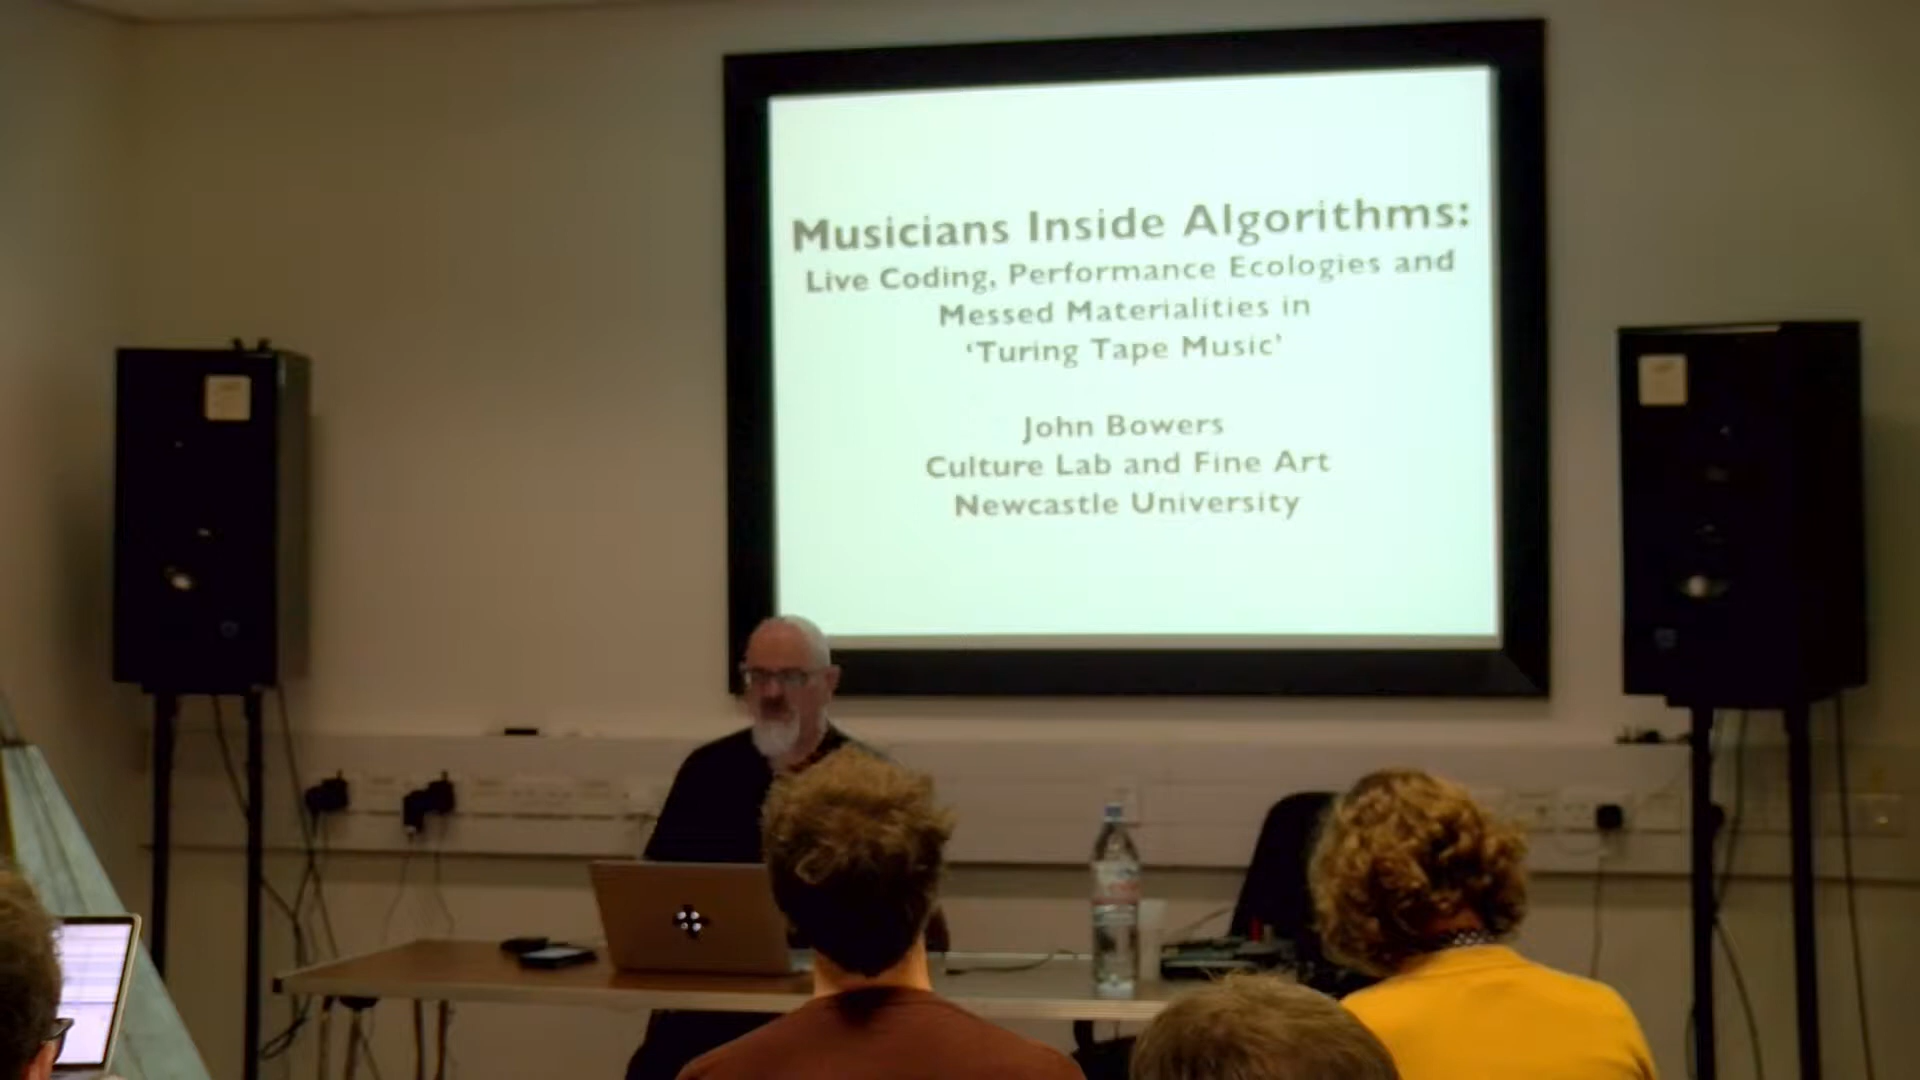 Musicians Inside Algorithms:
Live Coding, Performance Ecologies and
Messed Materialities in
‘Turing Tape Music’
John Bowers
Culture Lab and Fine Art
Newcastle University